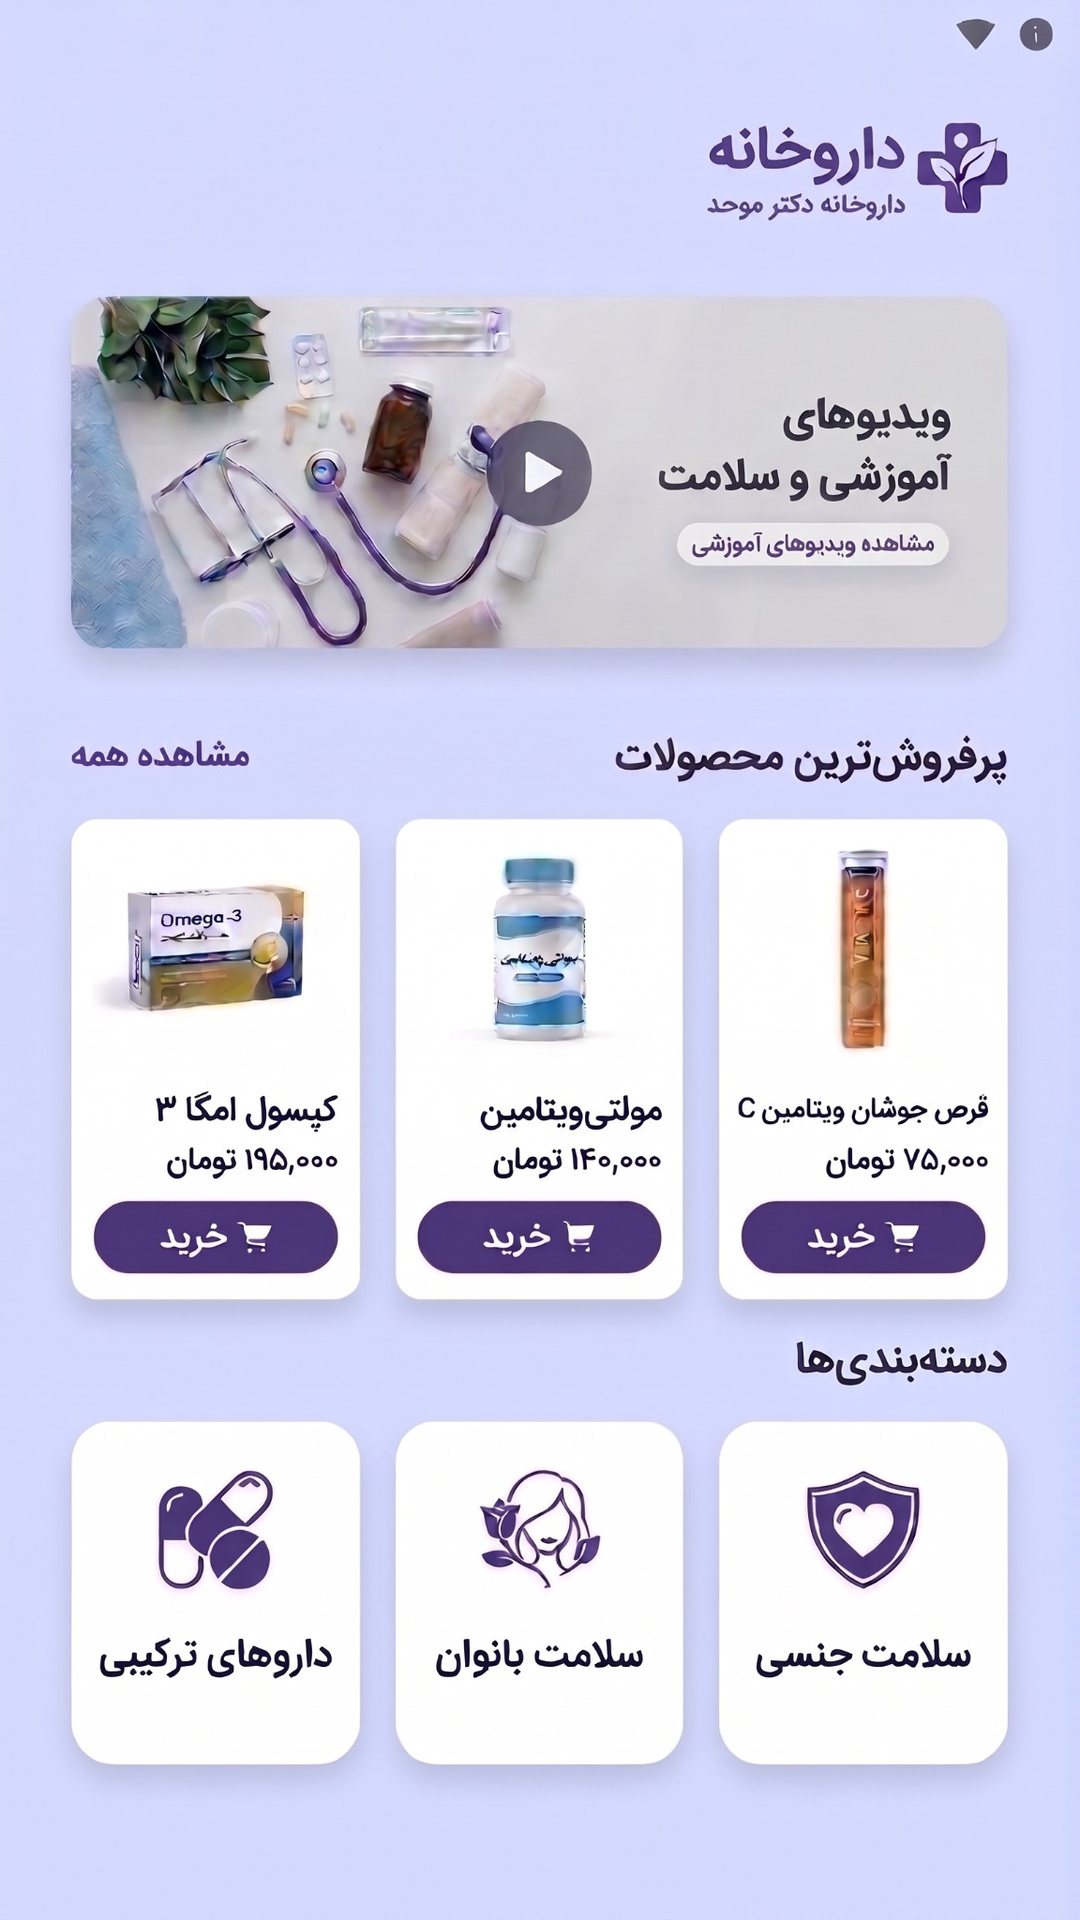 داروخانه
داروخانه دکتر موحد
ویدیوهای
آموزشی و سلامت
مشاهده ویدیوهای آموزشی
پرفروش‌ترین محصولات
مشاهده همه
قرص جوشان ویتامین C
۷۵,۰۰۰ تومان
خرید
مولتی‌ویتامین
۱۴۰,۰۰۰ تومان
خرید
Omega-3
کپسول امگا ۳
۱۹۵,۰۰۰ تومان
خرید
دسته‌بندی‌ها
سلامت جنسی
سلامت بانوان
داروهای ترکیبی